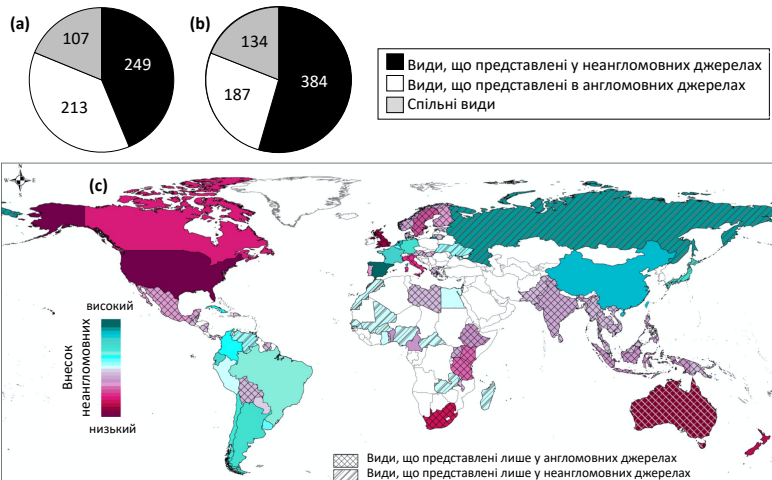 (a)
107
249
213
(b)
134
384
187
Види, що представлені у неангломовних джерелах
Види, що представлені в англомовних джерелах
Спільні види
N
W E
S
(c)
високий
Внесок
неангломовних
низький
Види, що представлені лише у англомовних джерелах
Види, що представлені лише у неангломовних джерелах